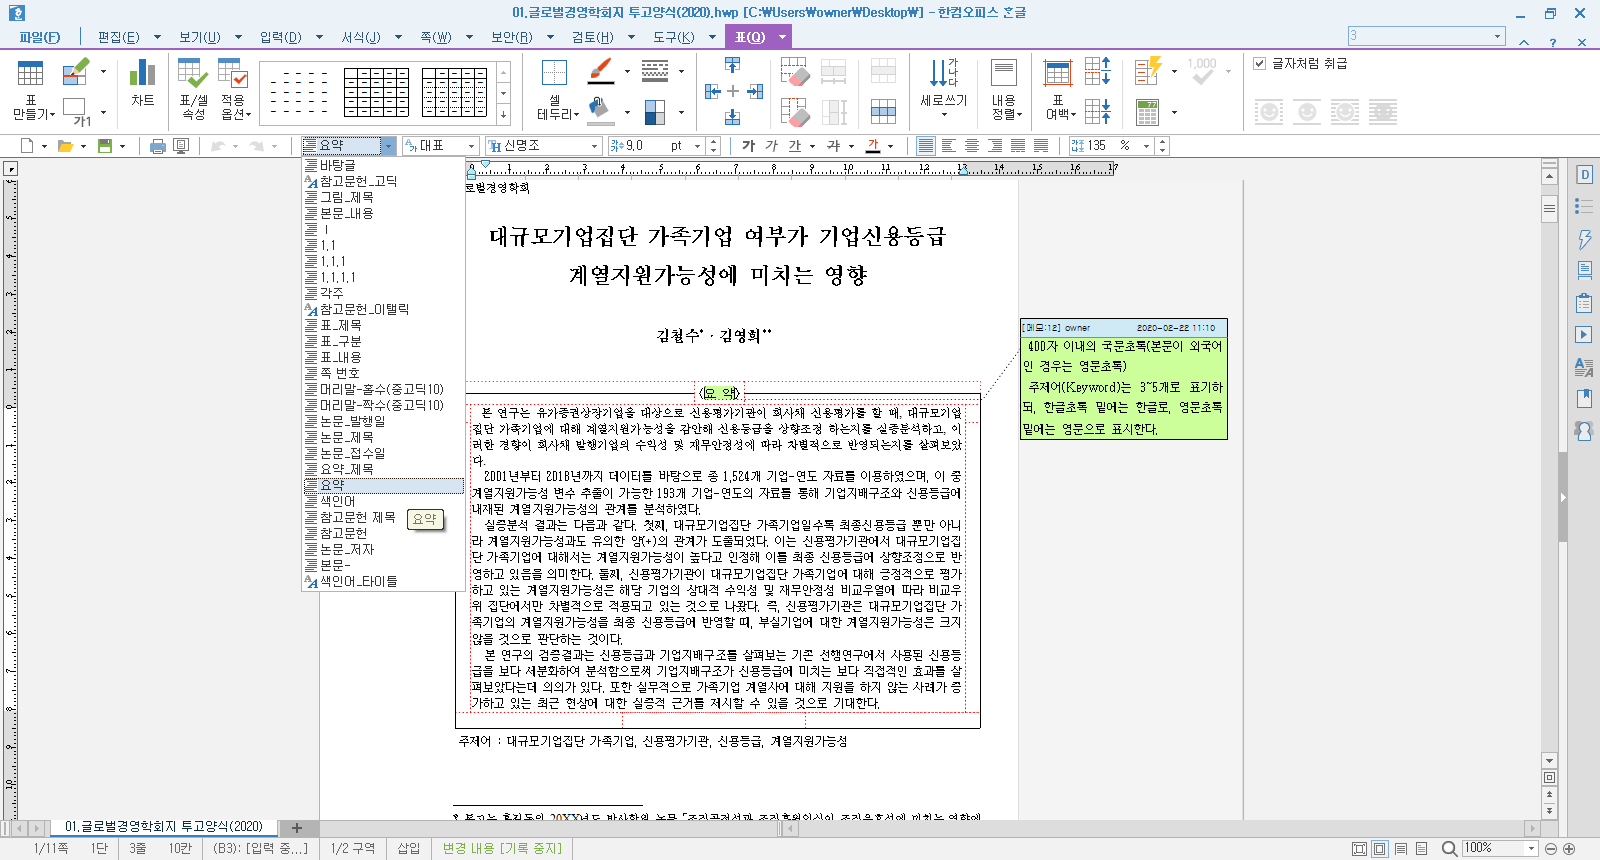 01.글로벌경영학회지 투고양식(2020).hwp [C:₩Users₩owner₩Desktop₩] - 한컴오피스 한글
파일(F) 편집(E) 보기(U) 입력(D) 서식(J) 쪽(W) 보안(R) 검토(H) 도구(K) 표(Q) 3
표 만들기 가1 차트 표/셀 속성 적용 옵션 셀 테두리 가나다 세로쓰기 내용 정렬 표 여백 1,000 글자처럼 취급
요약 대표 신명조 9,0 pt 가 가 가 가 가 135 %
바탕글
참고문헌_고딕
그림_제목
본문_내용
Ⅰ
1,1
1,1,1
1,1,1,1
각주
참고문헌_이탤릭
표_제목
표_구분
표_내용
쪽 번호
머리말-홀수(중고딕10)
머리말-짝수(중고딕10)
논문_발행일
논문_제목
논문_접수일
요약_제목
요약
색인어
참고문헌 제목
요약
참고문헌
논문_저자
본문-
색인어_타이틀
1 2 3 4 5 6 7 8 9 10 11 12 13 14 15 16 17
로벌경영학회
대규모기업집단 가족기업 여부가 기업신용등급
계열지원가능성에 미치는 영향
김철수* · 김영희**
[메모:12] owner 2020-02-22 11:10
400자 이내의 국문초록(본문이 외국어
인 경우는 영문초록)
주제어(Keyword)는 3~5개로 표기하
되, 한글초록 밑에는 한글로, 영문초록
밑에는 영문으로 표시한다.
〈요 약〉
본 연구는 유가증권상장기업을 대상으로 신용평가기관이 회사채 신용평가를 할 때, 대규모기업
집단 가족기업에 대해 계열지원가능성을 감안해 신용등급을 상향조정 하는지를 실증분석하고, 이
러한 경향이 회사채 발행기업의 수익성 및 재무안정성에 따라 차별적으로 반영되는지를 살펴보았
다.
2001년부터 2018년까지 데이터를 바탕으로 총 1,524개 기업-연도 자료를 이용하였으며, 이 중
계열지원가능성 변수 추출이 가능한 193개 기업-연도의 자료를 통해 기업지배구조와 신용등급에
내재된 계열지원가능성의 관계를 분석하였다.
실증분석 결과는 다음과 같다. 첫째, 대규모기업집단 가족기업일수록 최종신용등급 뿐만 아니
라 계열지원가능성과도 유의한 양(+)의 관계가 도출되었다. 이는 신용평가기관에서 대규모기업집
단 가족기업에 대해서는 계열지원가능성이 높다고 인정해 이를 최종 신용등급에 상향조정으로 반
영하고 있음을 의미한다. 둘째, 신용평가기관이 대규모기업집단 가족기업에 대해 긍정적으로 평가
하고 있는 계열지원가능성은 해당 기업의 상대적 수익성 및 재무안정성 비교우열에 따라 비교우
위 집단에서만 차별적으로 적용되고 있는 것으로 나왔다. 즉, 신용평가기관은 대규모기업집단 가
족기업의 계열지원가능성을 최종 신용등급에 반영할 때, 부실기업에 대한 계열지원가능성은 크지
않을 것으로 판단하는 것이다.
본 연구의 검증결과는 신용등급과 기업지배구조를 살펴보는 기존 선행연구에서 사용된 신용등
급을 보다 세분화하여 분석함으로써 기업지배구조가 신용등급에 미치는 보다 직접적인 효과를 살
펴보았다는데 의의가 있다. 또한 실무적으로 가족기업 계열사에 대해 지원을 하지 않는 사례가 증
가하고 있는 최근 현상에 대한 실증적 근거를 제시할 수 있을 것으로 기대한다.
주제어 : 대규모기업집단 가족기업, 신용평가기관, 신용등급, 계열지원가능성
01.글로벌경영학회지 투고양식(2020)
1/11쪽 1단 3줄 10칸 (B3): [입력 중...] 1/2 구역 삽입 변경 내용 [기록 중지] 100%